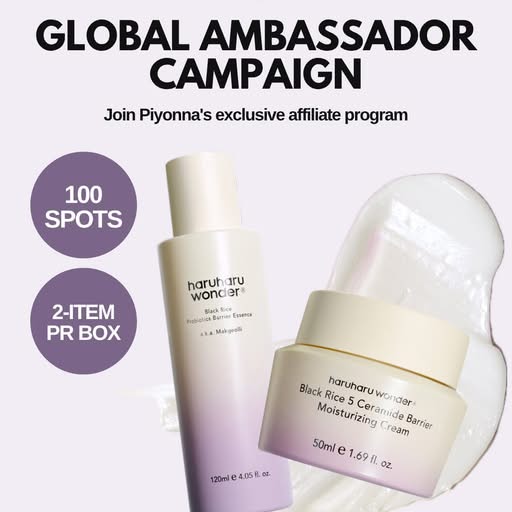 GLOBAL AMBASSADOR
CAMPAIGN
Join Piyonna's exclusive affiliate program
100
SPOTS
2-ITEM
PR BOX
haruharu
wonder®
Black Rice
Probiotics Barrier Essence
a.k.a. Makgeolli
120ml e 4.05 fl. oz.
haruharu wonder®
Black Rice 5 Ceramide Barrier
Moisturizing Cream
50ml e 1.69 fl. oz.